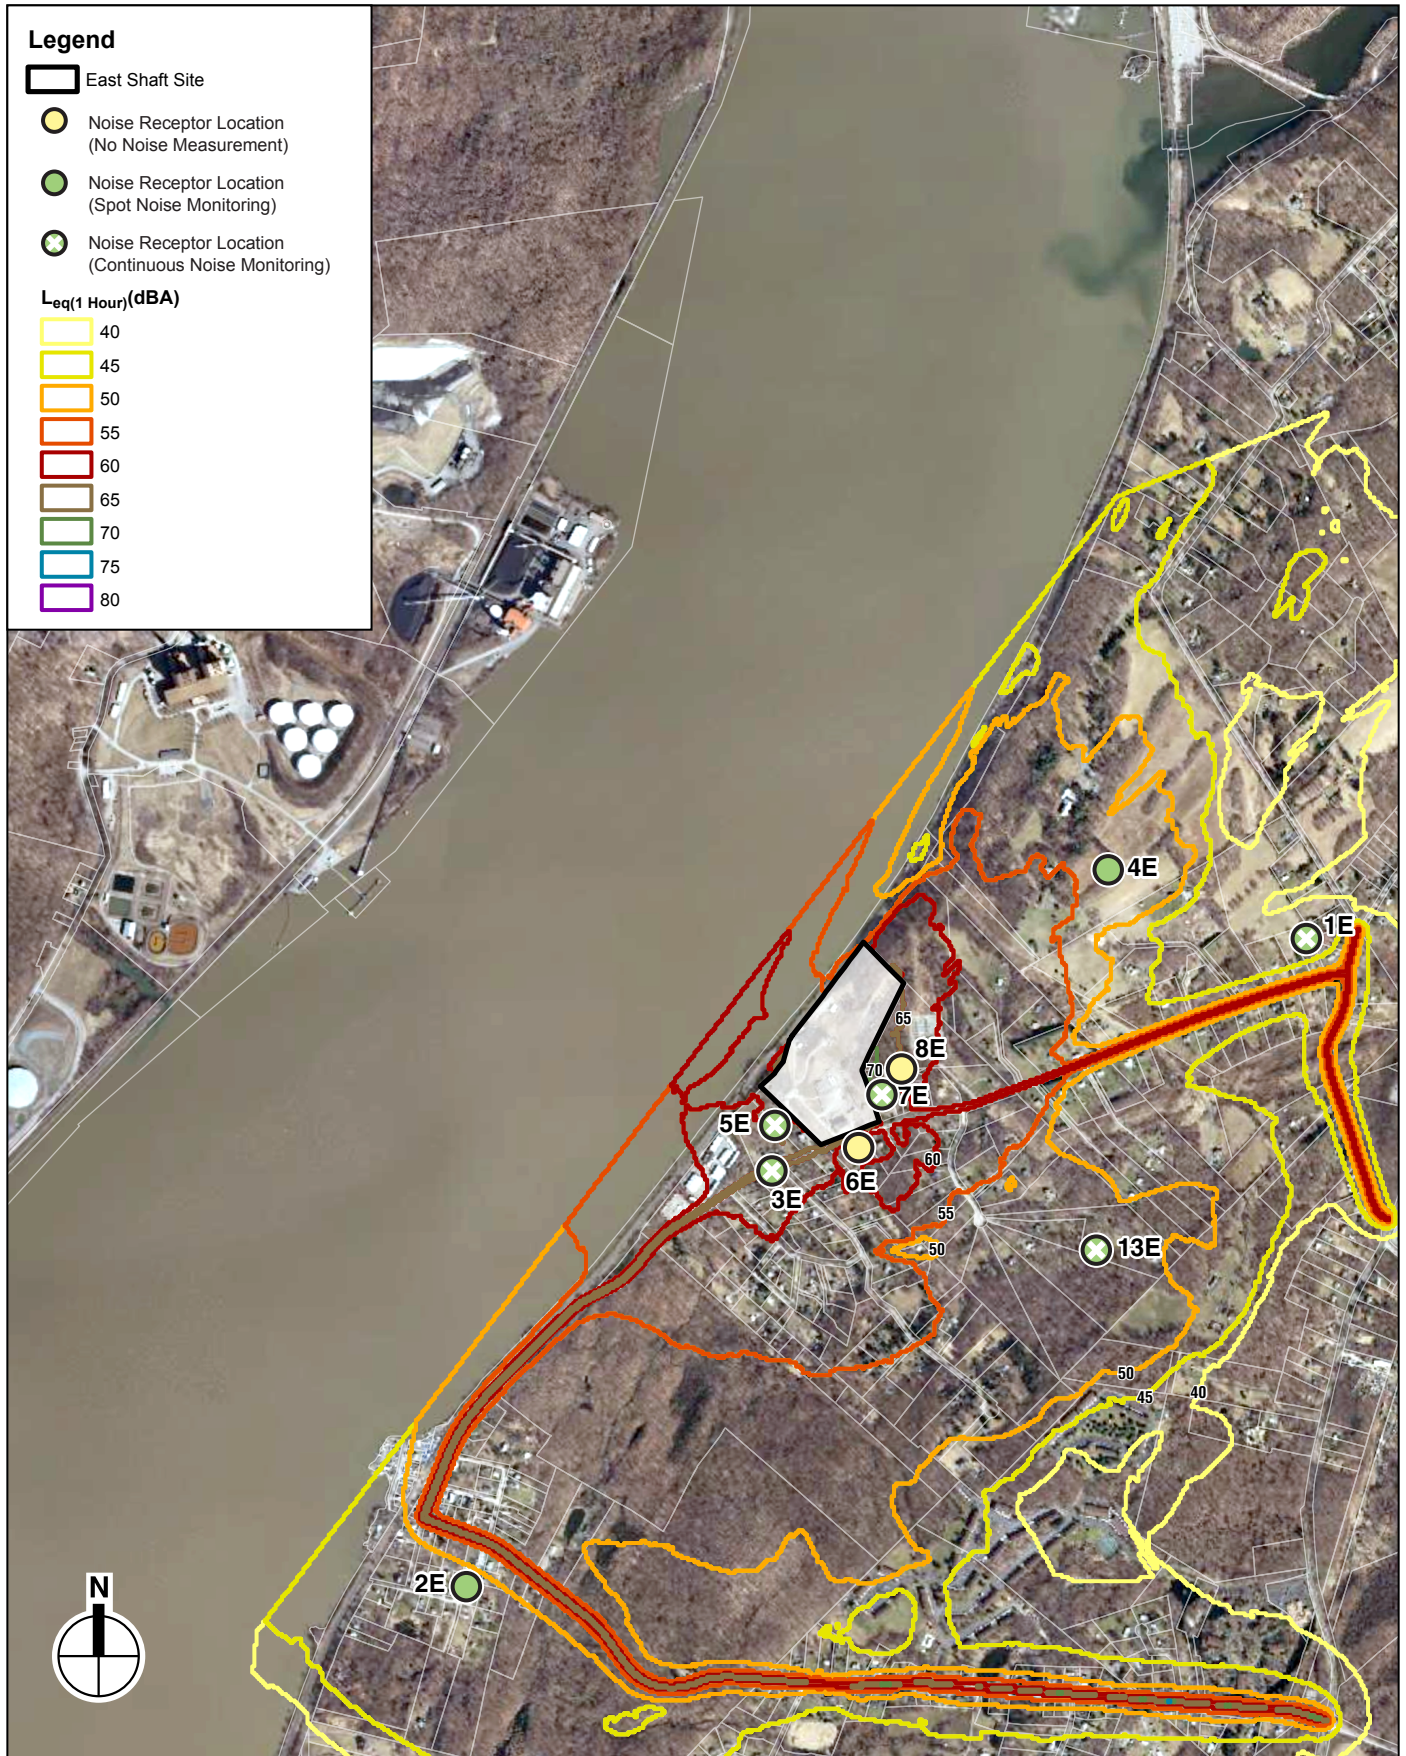 Legend
East Shaft Site
Noise Receptor Location
(No Noise Measurement)
Noise Receptor Location
(Spot Noise Monitoring)
Noise Receptor Location
(Continuous Noise Monitoring)
Leq(1 Hour)(dBA)
40
45
50
55
60
65
70
75
80
4E
1E
65
8E
70
7E
5E
60
6E
3E
55
50
13E
50
45
40
2E
N